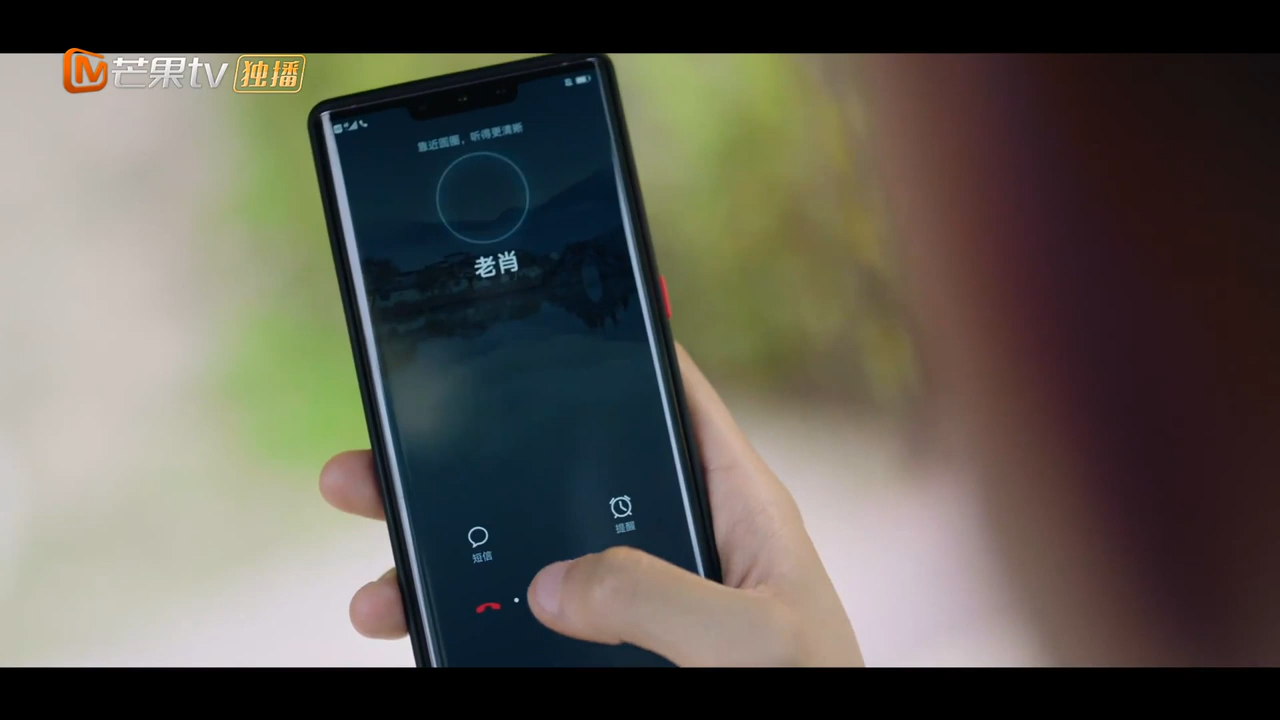 芒果tv 独播
靠近圆圈，听得更清晰
老肖
提醒
短信